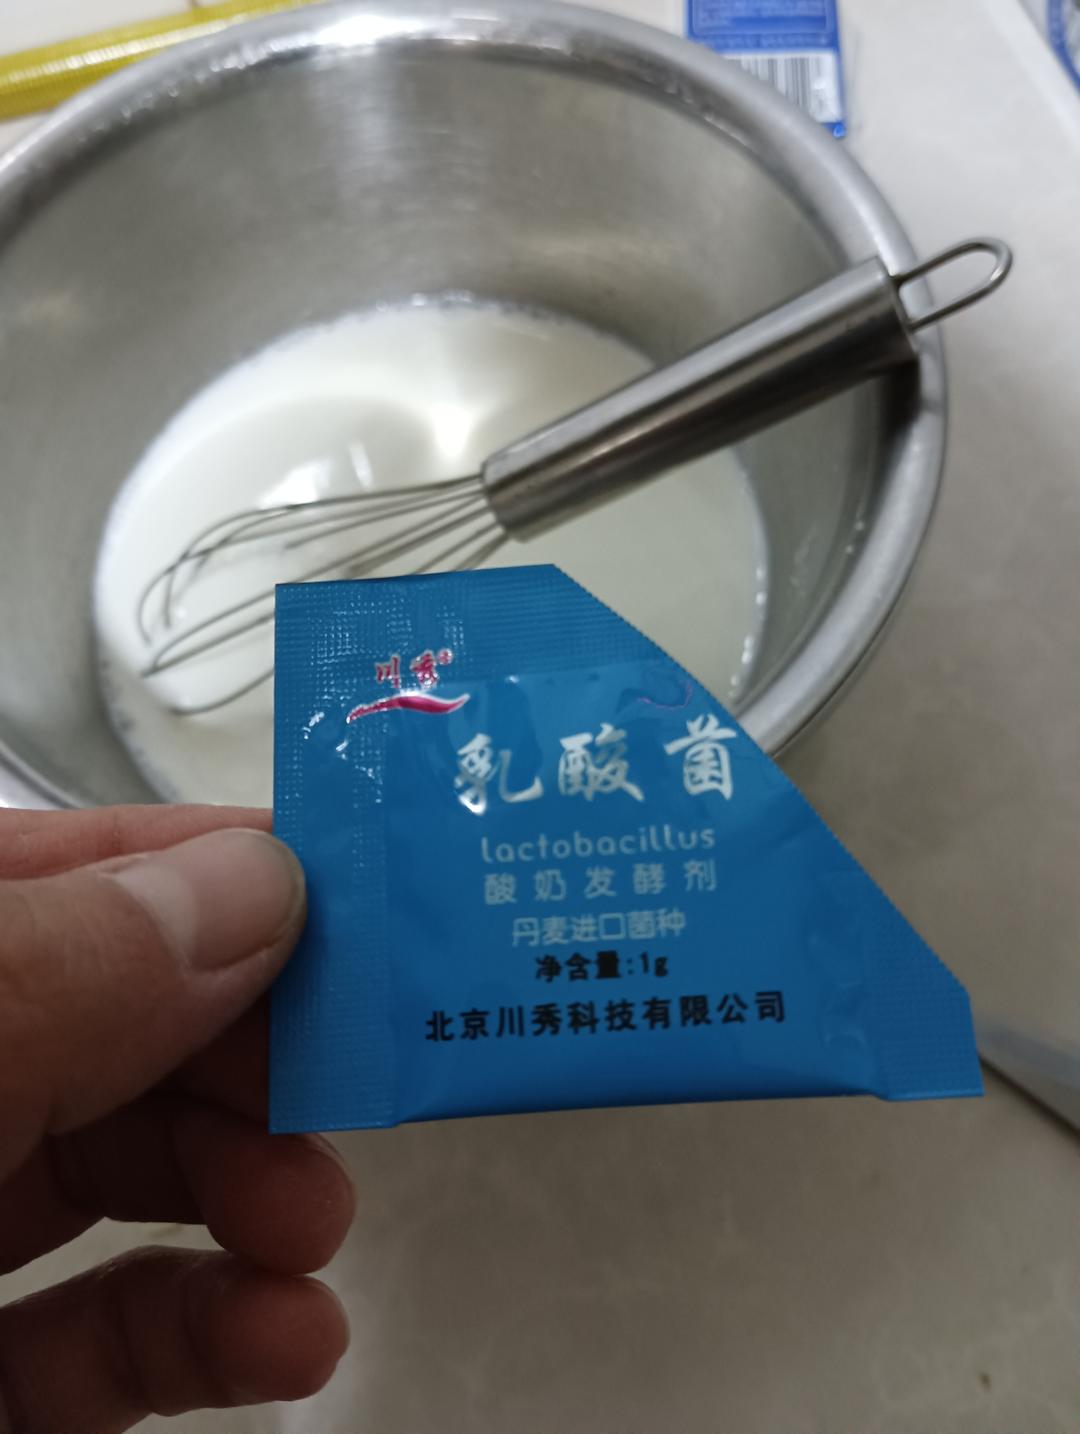 川秀®
乳酸菌
lactobacillus
酸奶发酵剂
丹麦进口菌种
净含量:1g
北京川秀科技有限公司